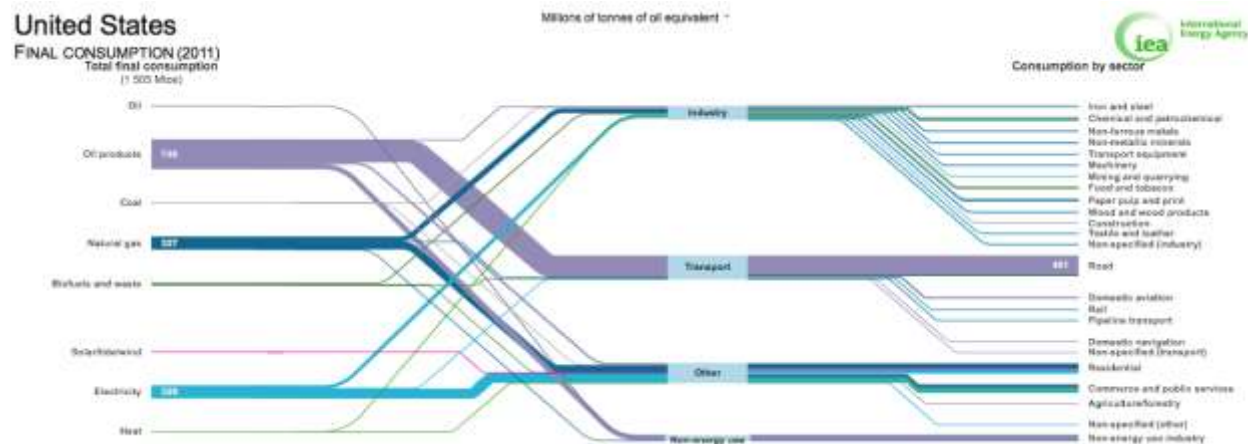 United States
Millions of tonnes of oil equivalent
FINAL CONSUMPTION (2011)
iea
International
Energy Agency
Total final consumption
Consumption by sector
Oil
Oil products
Coal
Natural gas
Biofuels and waste
Solar/tide/wind
Electricity
Heat
Industry
Transport
Other
Non-energy use
Iron and steel
Chemical and petrochemical
Non-ferrous metals
Non-metallic minerals
Transport equipment
Machinery
Mining and quarrying
Food and tobacco
Paper pulp and print
Wood and wood products
Construction
Textile and leather
Non-specified (industry)
Road
Domestic aviation
Rail
Pipeline transport
Domestic navigation
Non-specified (transport)
Residential
Commerce and public services
Agriculture/forestry
Non-specified (other)
Non-energy use industry